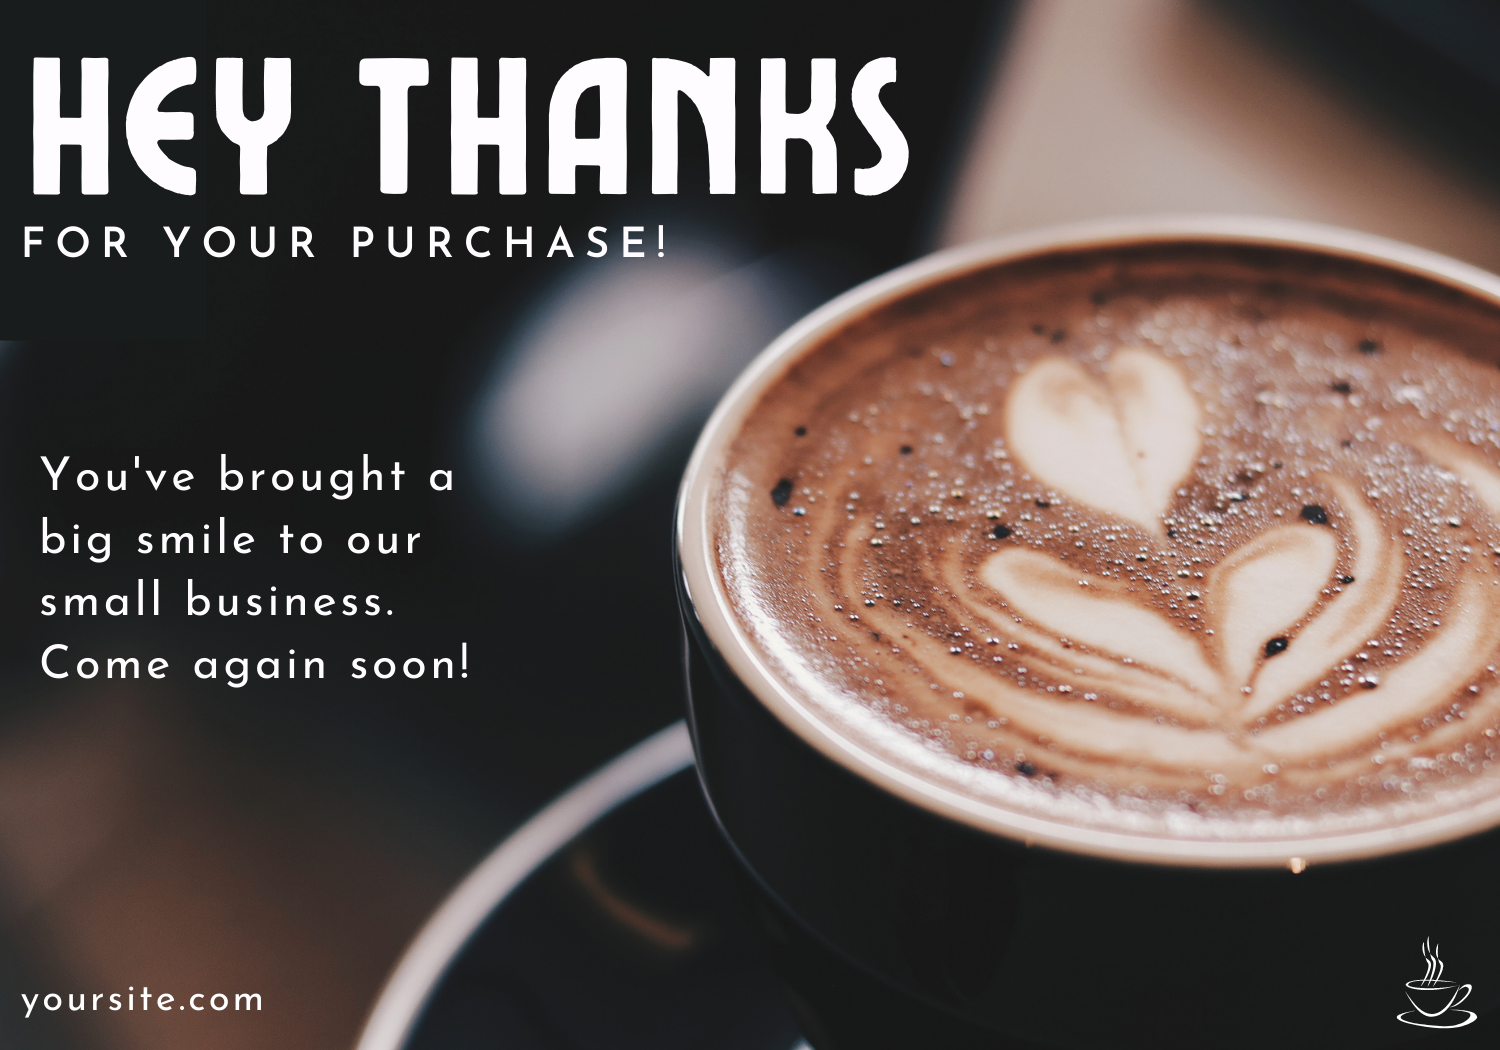 HEY THANKS
FOR YOUR PURCHASE!
You've brought a
big smile to our
small business.
Come again soon!
yoursite.com